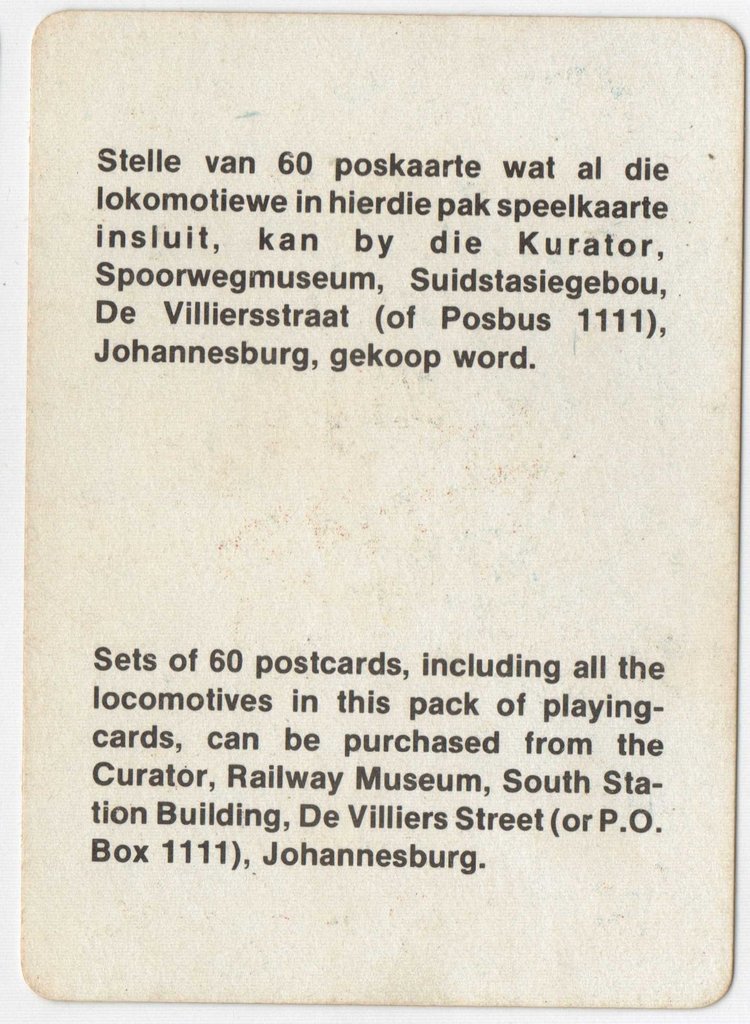 Stelle van 60 poskaarte wat al die
lokomotiewe in hierdie pak speelkaarte
insluit, kan by die Kurator,
Spoorwegmuseum, Suidstasiegebou,
De Villiersstraat (of Posbus 1111),
Johannesburg, gekoop word.
Sets of 60 postcards, including all the
locomotives in this pack of playing-
cards, can be purchased from the
Curator, Railway Museum, South Sta-
tion Building, De Villiers Street (or P.O.
Box 1111), Johannesburg.